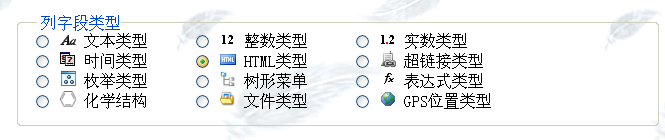 列字段类型
Aa 文本类型 12 整数类型 1.2 实数类型
时间类型 HTML HTML类型 超链接类型
枚举类型 树形菜单 fx 表达式类型
化学结构 文件类型 GPS位置类型